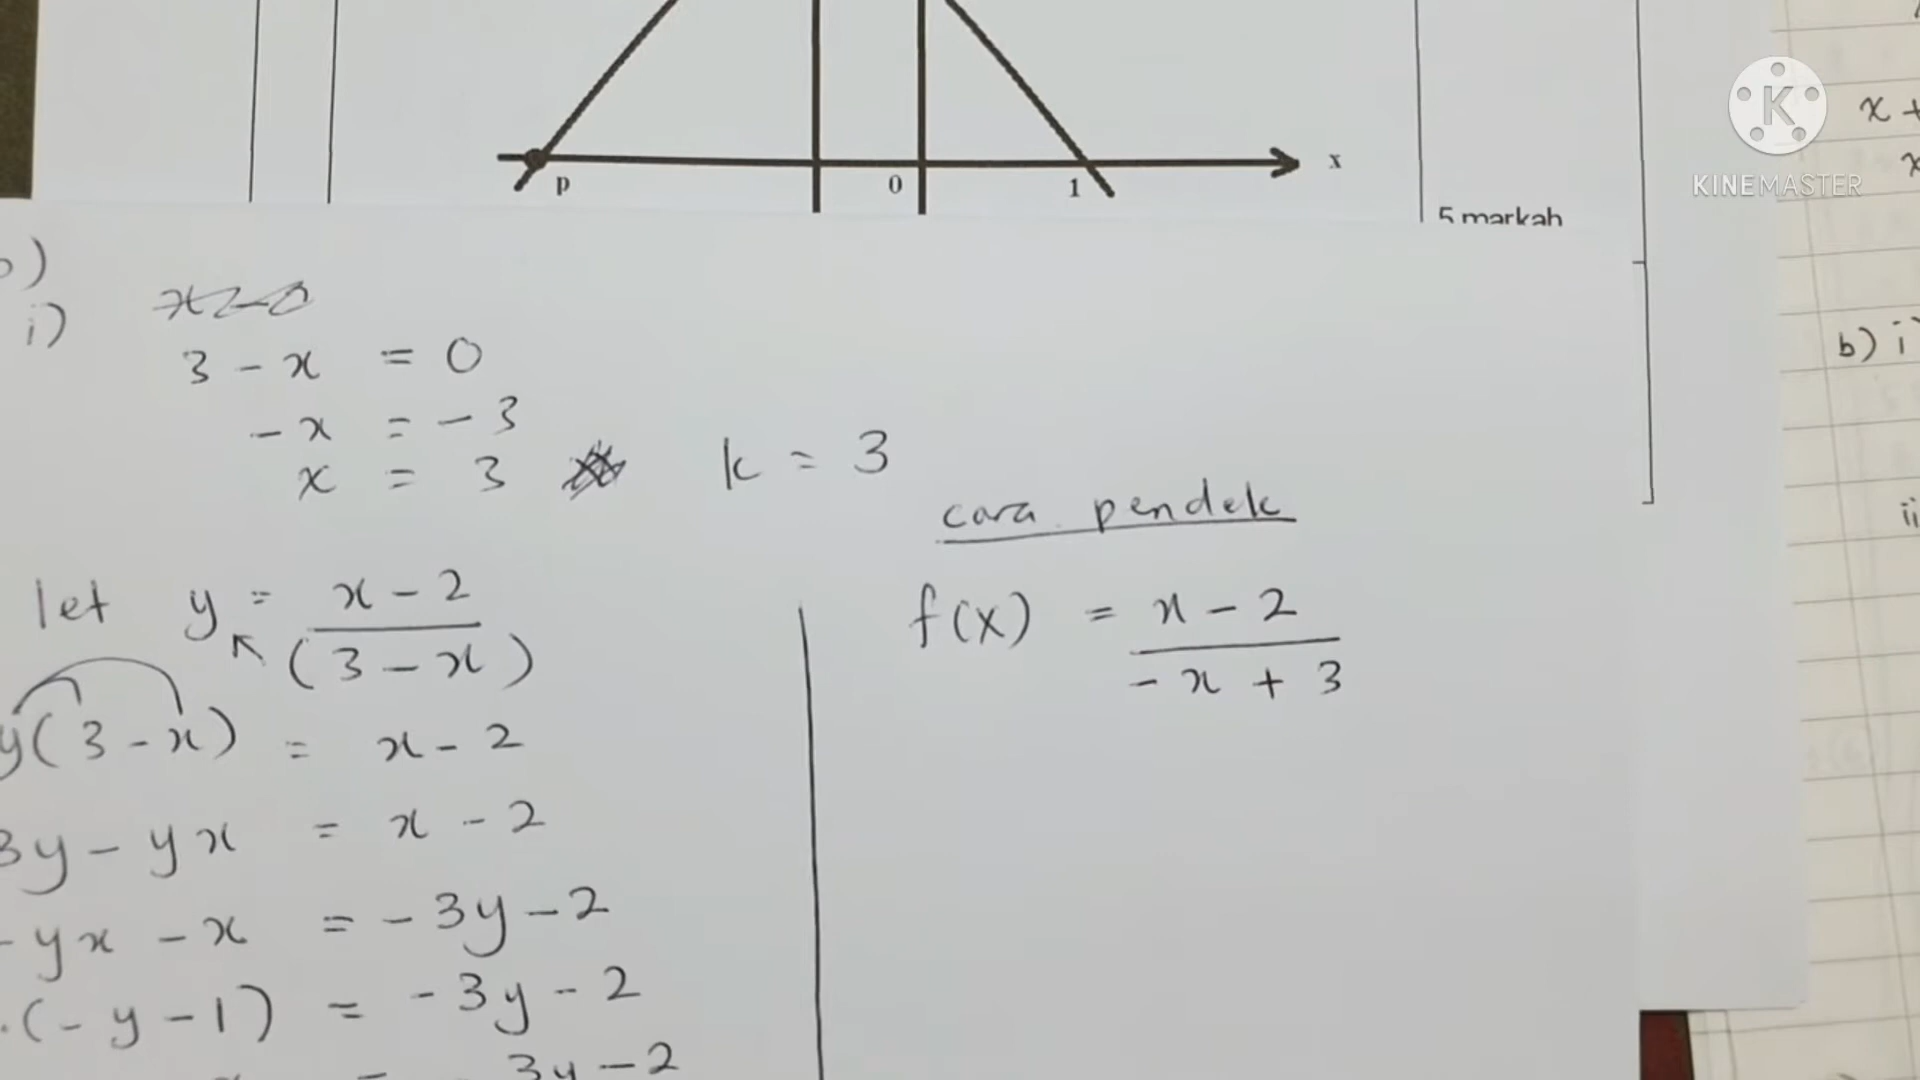 x
p 0 1
5 markah
KINEMASTER
x +
x
b) i
ii
)
i)
3 - x = 0
- x = - 3
x = 3 k = 3
let y = x - 2
(3 - x)
y(3 - x) = x - 2
3y - yx = x - 2
- yx - x = - 3y - 2
(- y - 1) = - 3y - 2
= 3y - 2
cara pendek
f(x) = x - 2
- x + 3